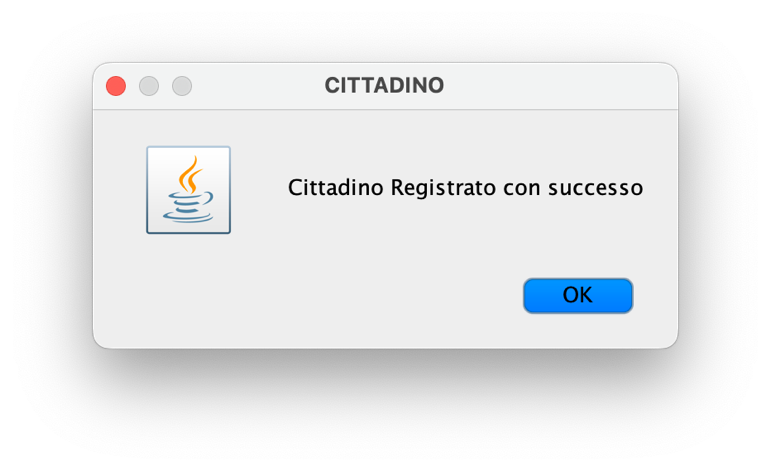 CITTADINO
Cittadino Registrato con successo
OK